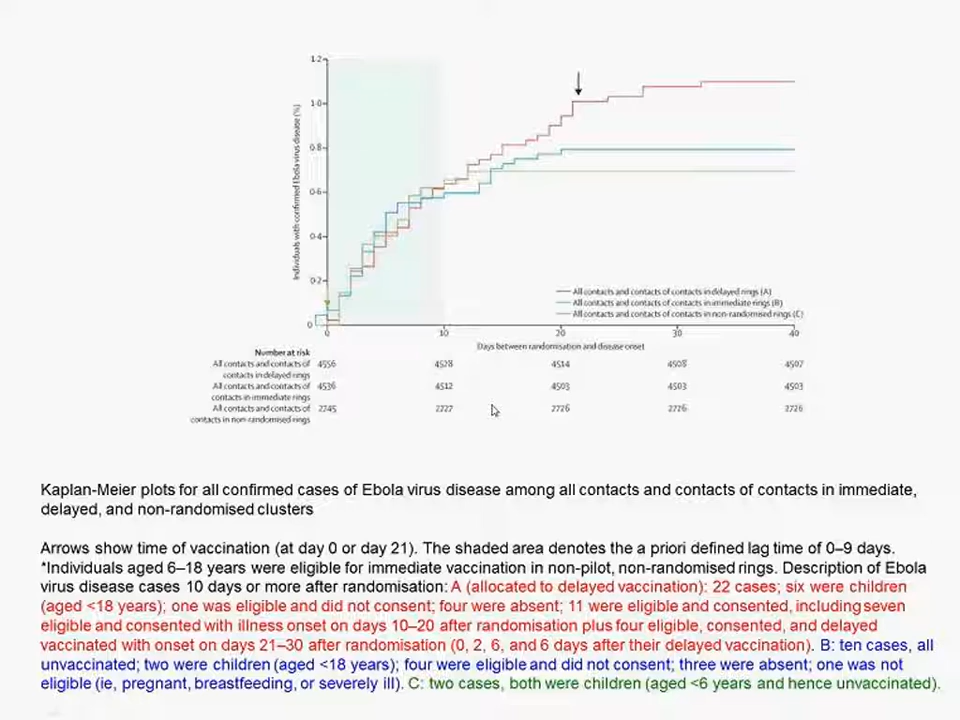 1·2
1·0
0·8
0·6
0·4
0·2
0
Individuals with confirmed Ebola virus disease (%)
All contacts and contacts of contacts in delayed rings (A)
All contacts and contacts of contacts in immediate rings (B)
All contacts and contacts of contacts in non-randomised rings (C)
0 10 20 30 40
Days between randomisation and disease onset
Number at risk
All contacts and contacts of 4556 4528 4514 4508 4507
contacts in delayed rings
All contacts and contacts of 4536 4512 4503 4503 4503
contacts in immediate rings
All contacts and contacts of 2745 2727 2726 2726 2726
contacts in non-randomised rings
Kaplan-Meier plots for all confirmed cases of Ebola virus disease among all contacts and contacts of contacts in immediate,
delayed, and non-randomised clusters
Arrows show time of vaccination (at day 0 or day 21). The shaded area denotes the a priori defined lag time of 0–9 days.
*Individuals aged 6–18 years were eligible for immediate vaccination in non-pilot, non-randomised rings. Description of Ebola
virus disease cases 10 days or more after randomisation: A (allocated to delayed vaccination): 22 cases; six were children
(aged <18 years); one was eligible and did not consent; four were absent; 11 were eligible and consented, including seven
eligible and consented with illness onset on days 10–20 after randomisation plus four eligible, consented, and delayed
vaccinated with onset on days 21–30 after randomisation (0, 2, 6, and 6 days after their delayed vaccination). B: ten cases, all
unvaccinated; two were children (aged <18 years); four were eligible and did not consent; three were absent; one was not
eligible (ie, pregnant, breastfeeding, or severely ill). C: two cases, both were children (aged <6 years and hence unvaccinated).